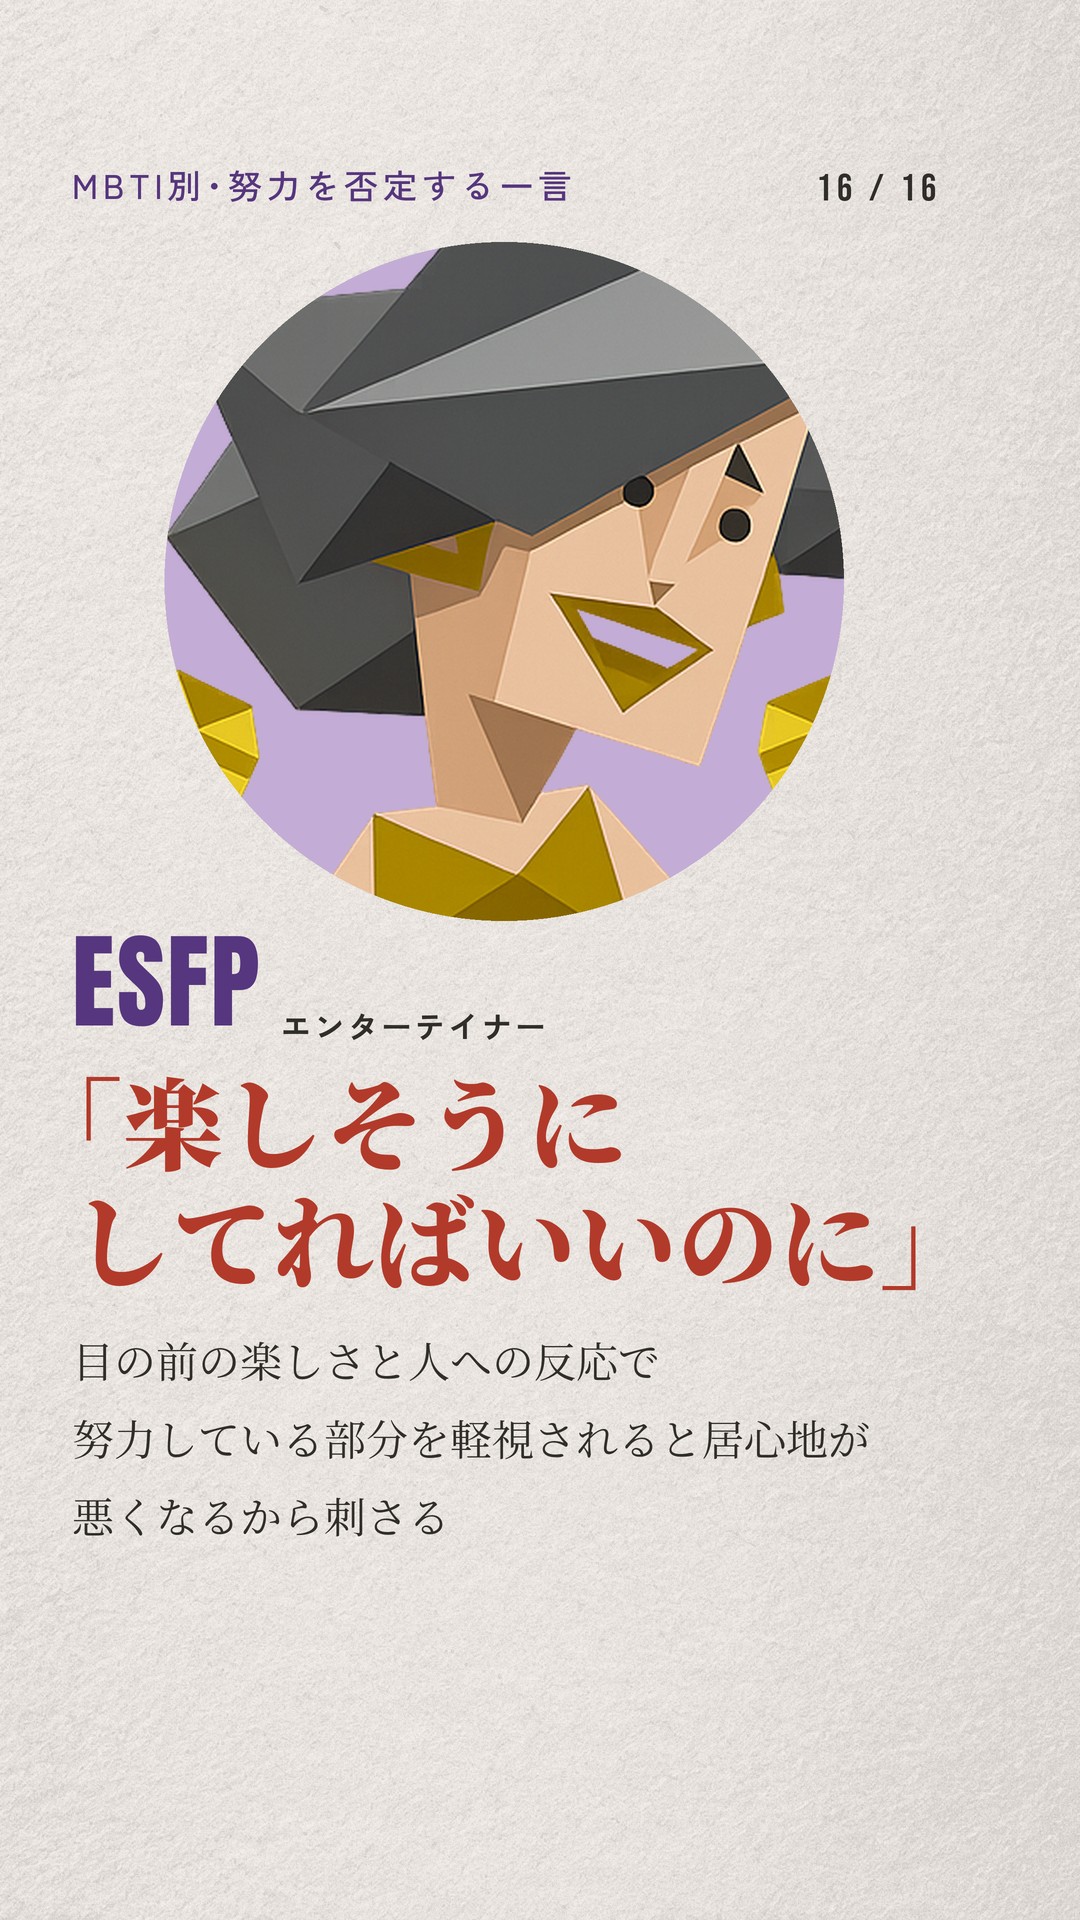 MBTI別・努力を否定する一言
16 / 16
ESFP
エンターテイナー
「楽しそうに
してればいいのに」
目の前の楽しさと人への反応で
努力している部分を軽視されると居心地が
悪くなるから刺さる